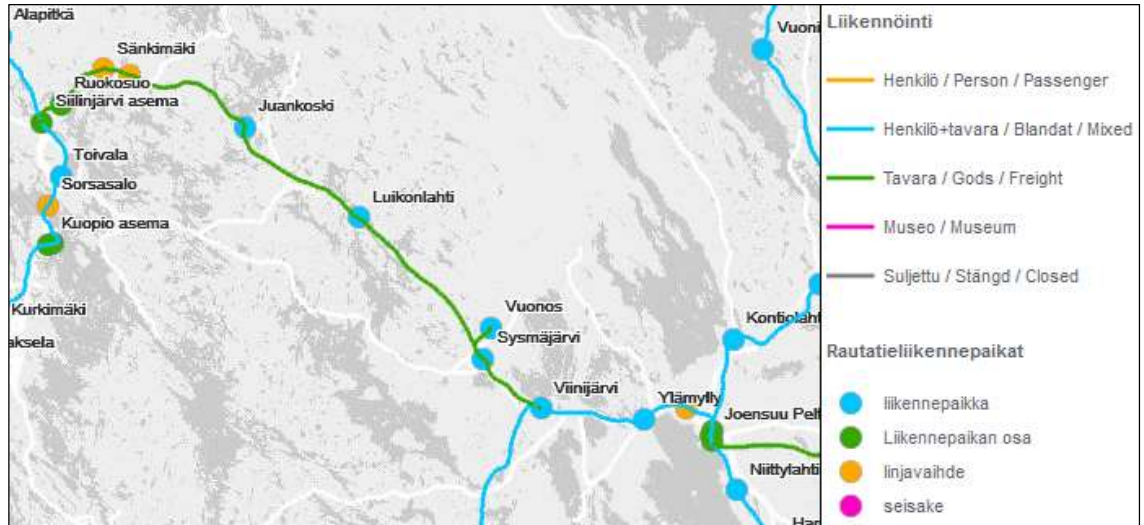 Alapitkä
Sänkimäki
Ruokosuo
Siilinjärvi asema
Juankoski
Toivala
Sorsasalo
Kuopio asema
Luikonlahti
Kurkimäki
aksela
Vuonos
Sysmäjärvi
Viinijärvi
Ylämylly
Vuoni
Kontiolaht
Joensuu Pelt
Niittylahti
Har
Liikennöinti
Henkilö / Person / Passenger
Henkilö+tavara / Blandat / Mixed
Tavara / Gods / Freight
Museo / Museum
Suljettu / Stängd / Closed
Rautatieliikennepaikat
liikennepaikka
Liikennepaikan osa
linjavaihde
seisake